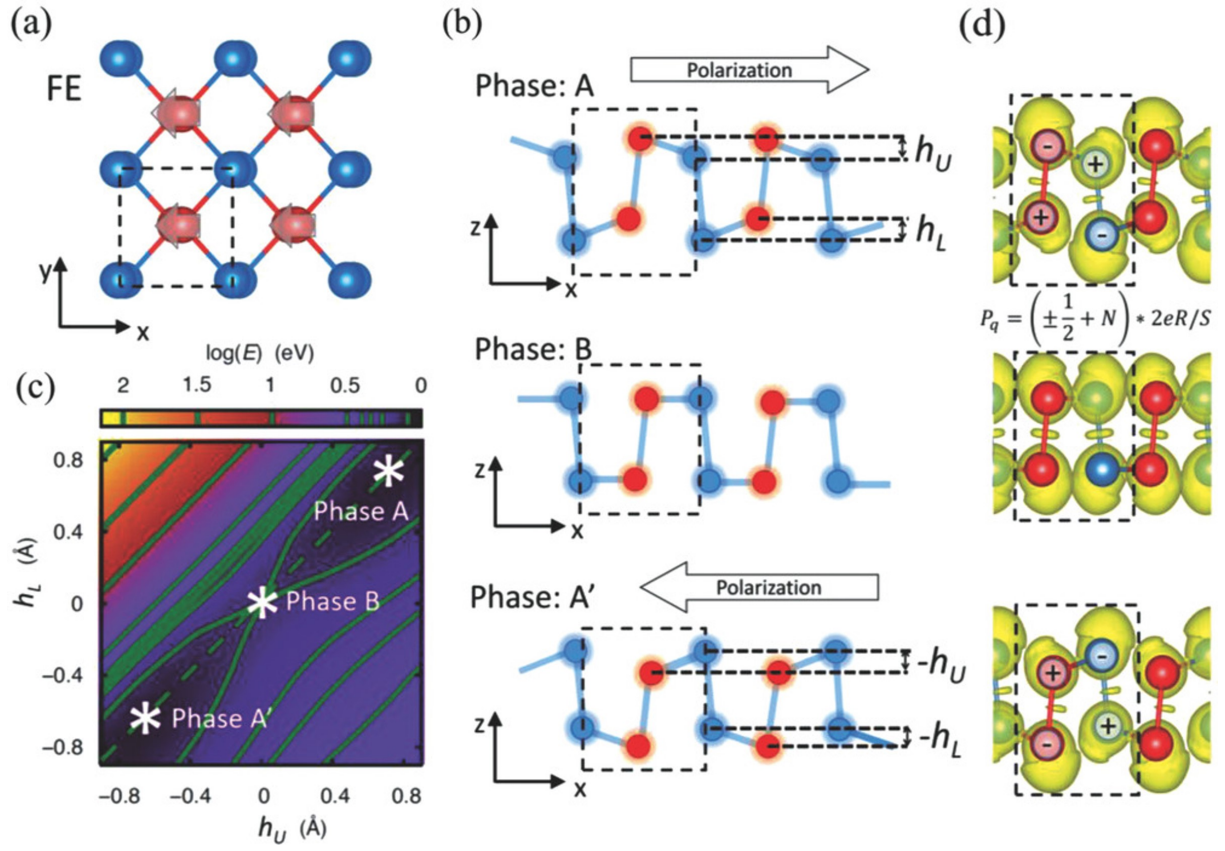 (a)
FE
y
x
(b)
Phase: A
Polarization
h_U
h_L
z
x
Phase: B
z
x
Phase: A’
Polarization
-h_U
-h_L
z
x
(c)
log(E) (eV)
2 1.5 1 0.5 0
0.8
0.4
0
−0.4
−0.8
h_L (Å)
Phase A
Phase B
Phase A’
−0.8 −0.4 0 0.4 0.8
h_U (Å)
(d)
- +
+ -
P_q = (±1/2 + N) * 2eR/S
+ -
- +